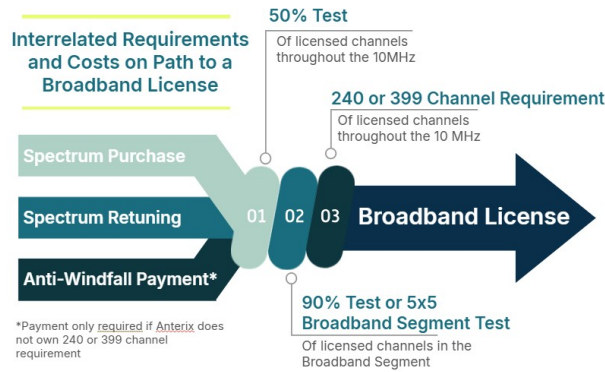 Interrelated Requirements
and Costs on Path to a
Broadband License
50% Test
Of licensed channels
throughout the 10MHz
240 or 399 Channel Requirement
Of licensed channels
throughout the 10 MHz
Spectrum Purchase
Spectrum Retuning
Anti-Windfall Payment*
01
02
03
Broadband License
90% Test or 5x5
Broadband Segment Test
Of licensed channels in the
Broadband Segment
*Payment only required if Anterix does
not own 240 or 399 channel
requirement